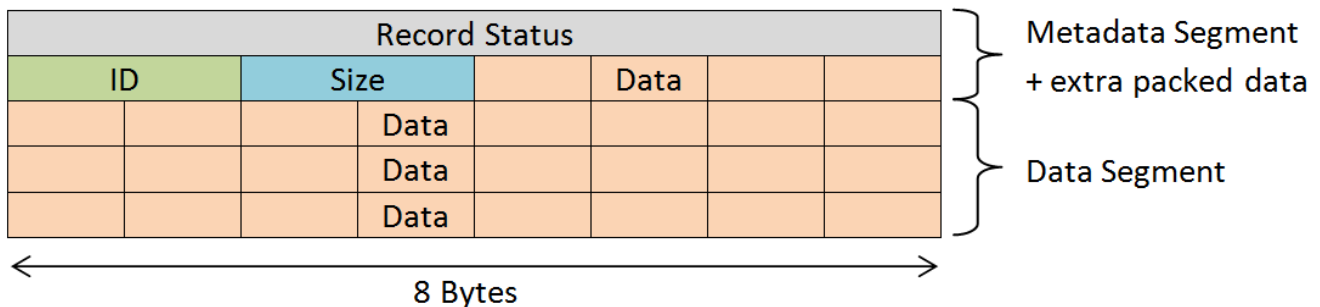 Record Status
Metadata Segment
+ extra packed data
ID Size Data
Data
Data
Data
Data Segment
8 Bytes